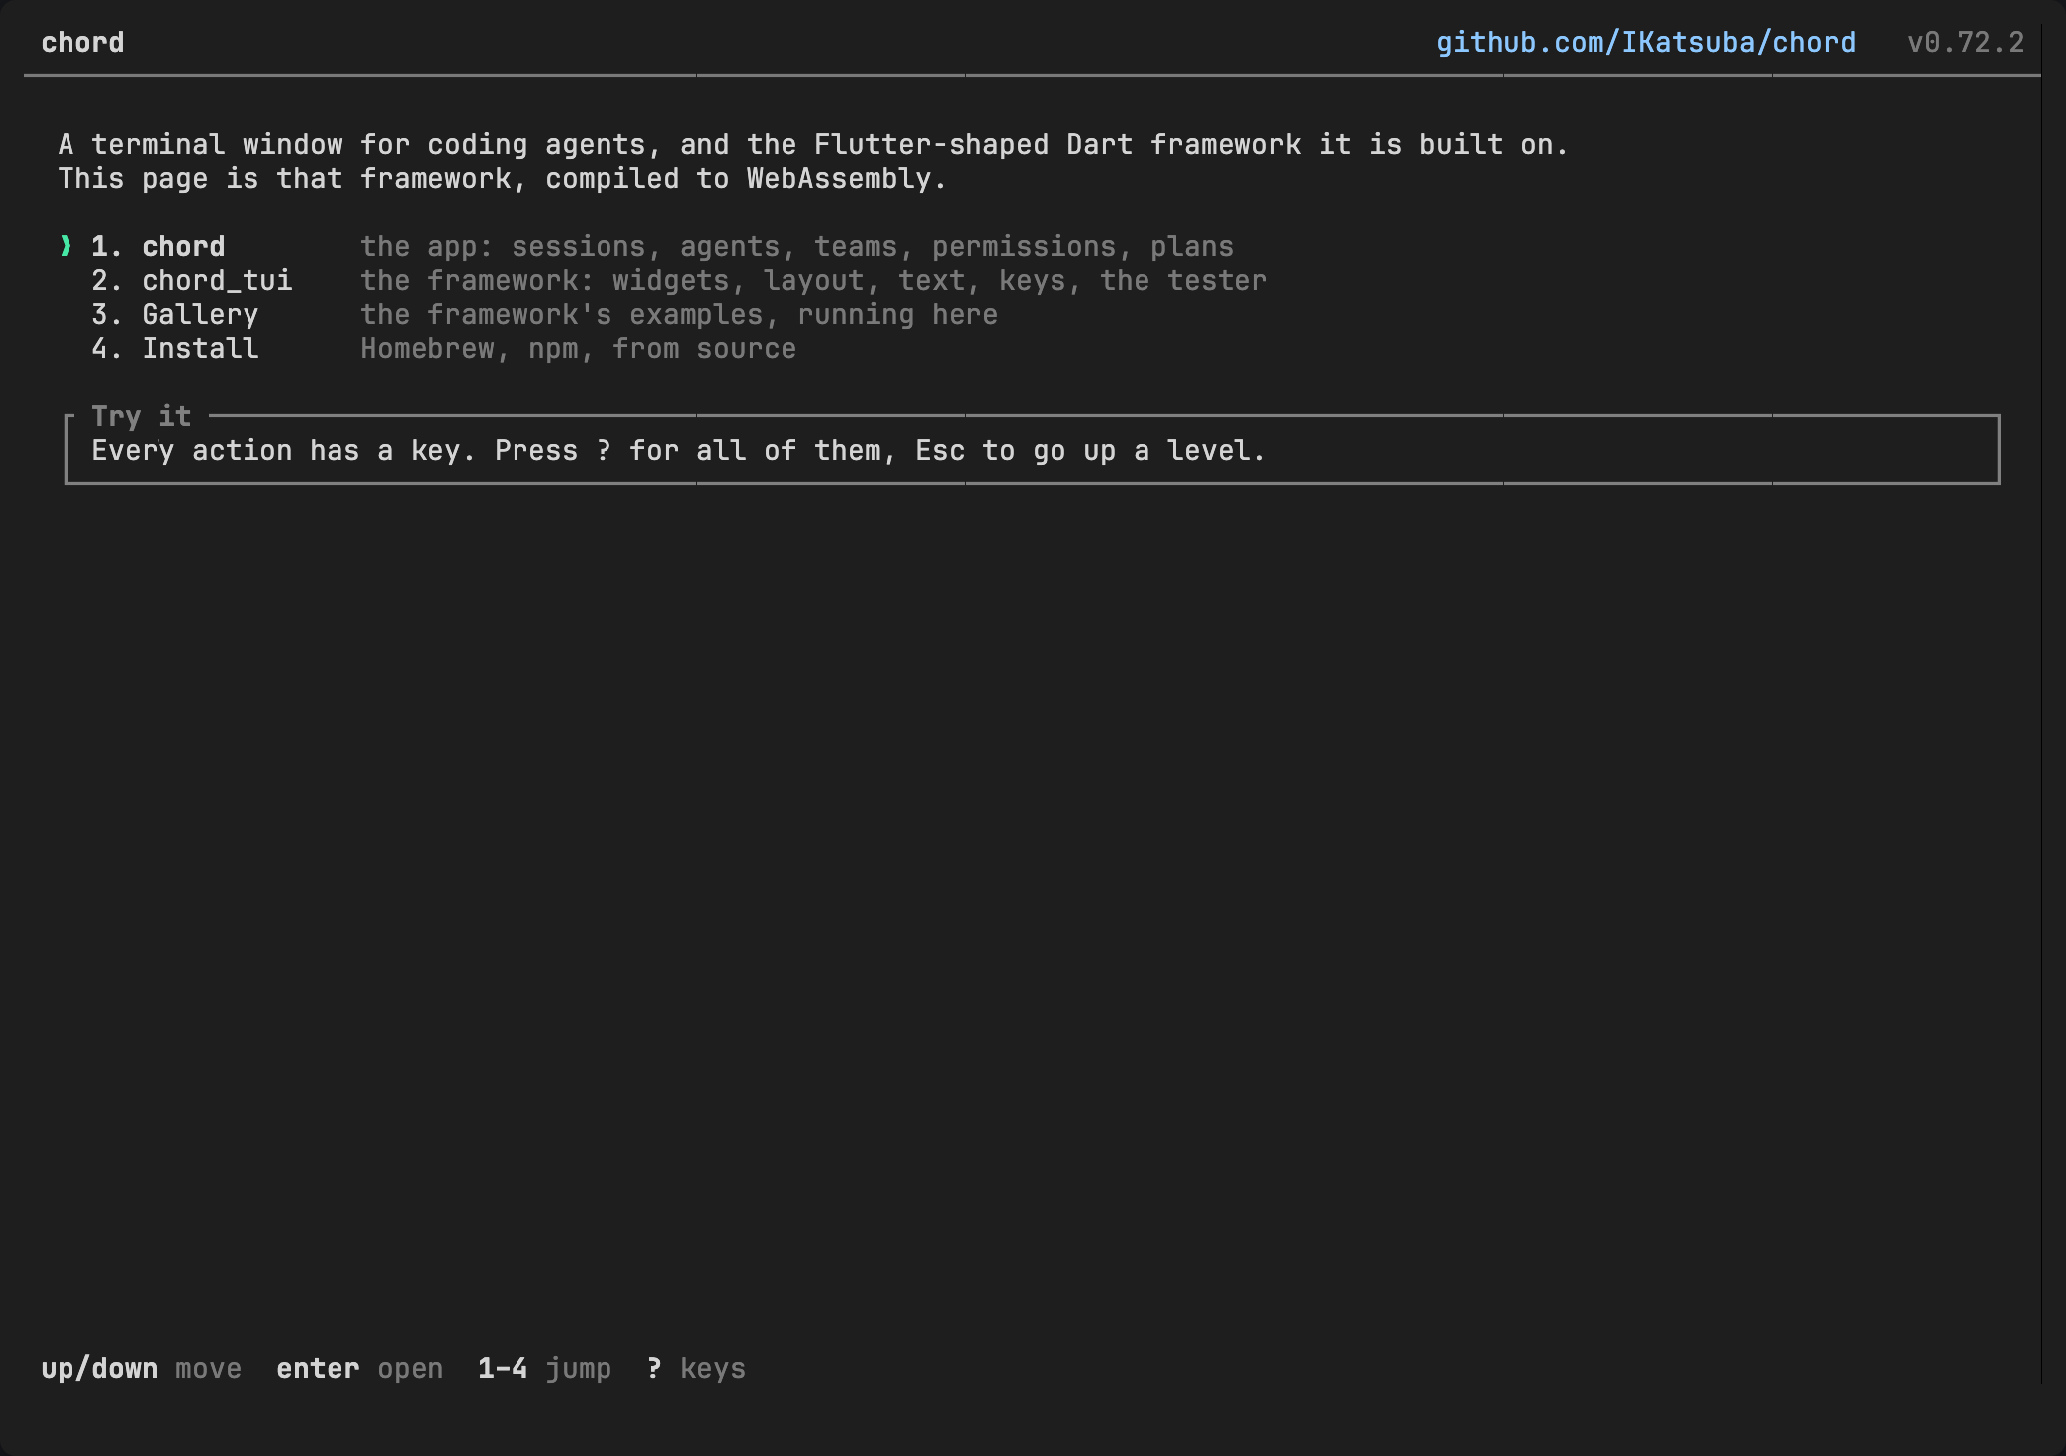 chord github.com/IKatsuba/chord v0.72.2
A terminal window for coding agents, and the Flutter-shaped Dart framework it is built on.
This page is that framework, compiled to WebAssembly.
❯ 1. chord the app: sessions, agents, teams, permissions, plans
2. chord_tui the framework: widgets, layout, text, keys, the tester
3. Gallery the framework's examples, running here
4. Install Homebrew, npm, from source
Try it
Every action has a key. Press ? for all of them, Esc to go up a level.
up/down move enter open 1-4 jump ? keys